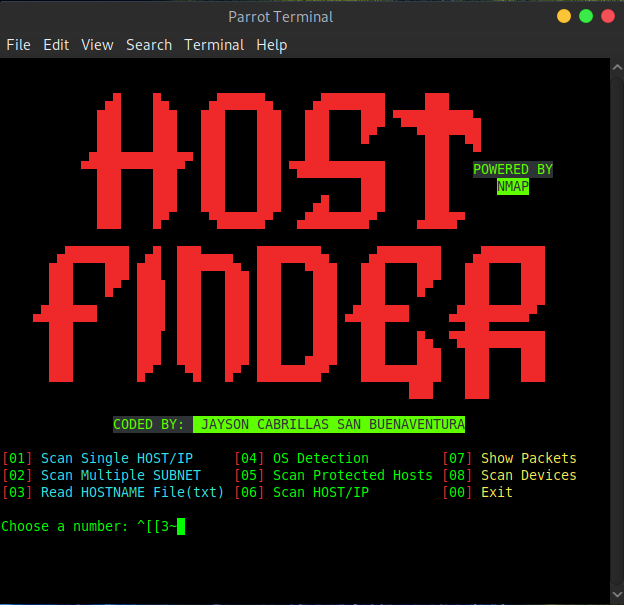 Parrot Terminal
File Edit View Search Terminal Help
HOST
POWERED BY
NMAP
FINDER
CODED BY: JAYSON CABRILLAS SAN BUENAVENTURA
[01] Scan Single HOST/IP [04] OS Detection [07] Show Packets
[02] Scan Multiple SUBNET [05] Scan Protected Hosts [08] Scan Devices
[03] Read HOSTNAME File(txt) [06] Scan HOST/IP [00] Exit
Choose a number: ^[[3~